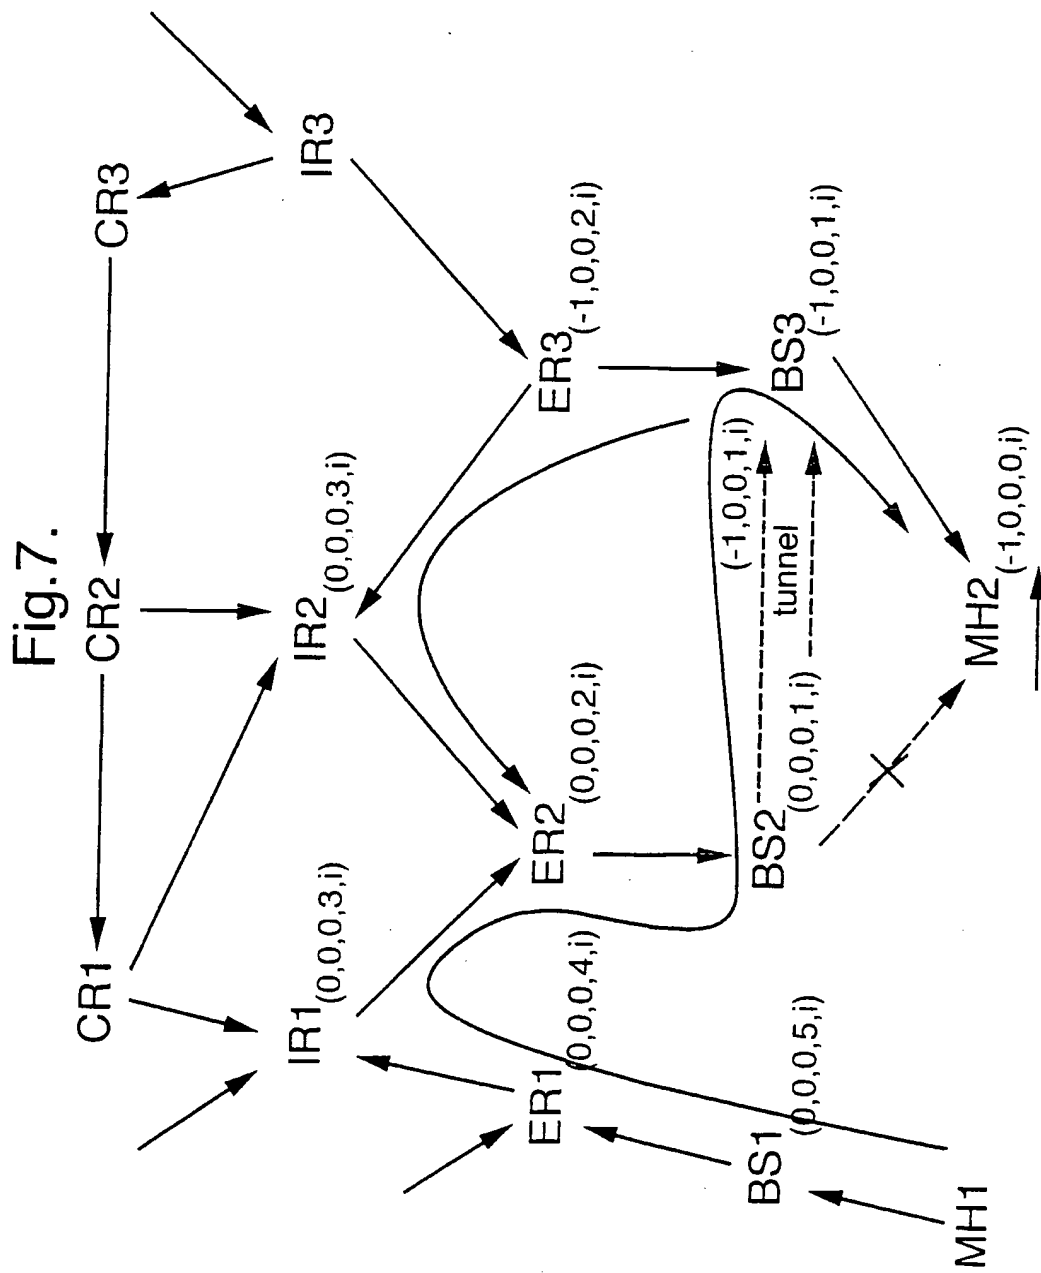 Fig.7.
CR1
CR2
CR3
IR1
(0,0,0,3,i)
IR2
(0,0,0,3,i)
IR3
ER1
(0,0,0,4,i)
ER2
(0,0,0,2,i)
ER3
(-1,0,0,2,i)
BS1
(0,0,0,5,i)
BS2
(0,0,0,1,i)
tunnel
(-1,0,0,1,i)
BS3
(-1,0,0,1,i)
MH1
MH2
(-1,0,0,0,i)